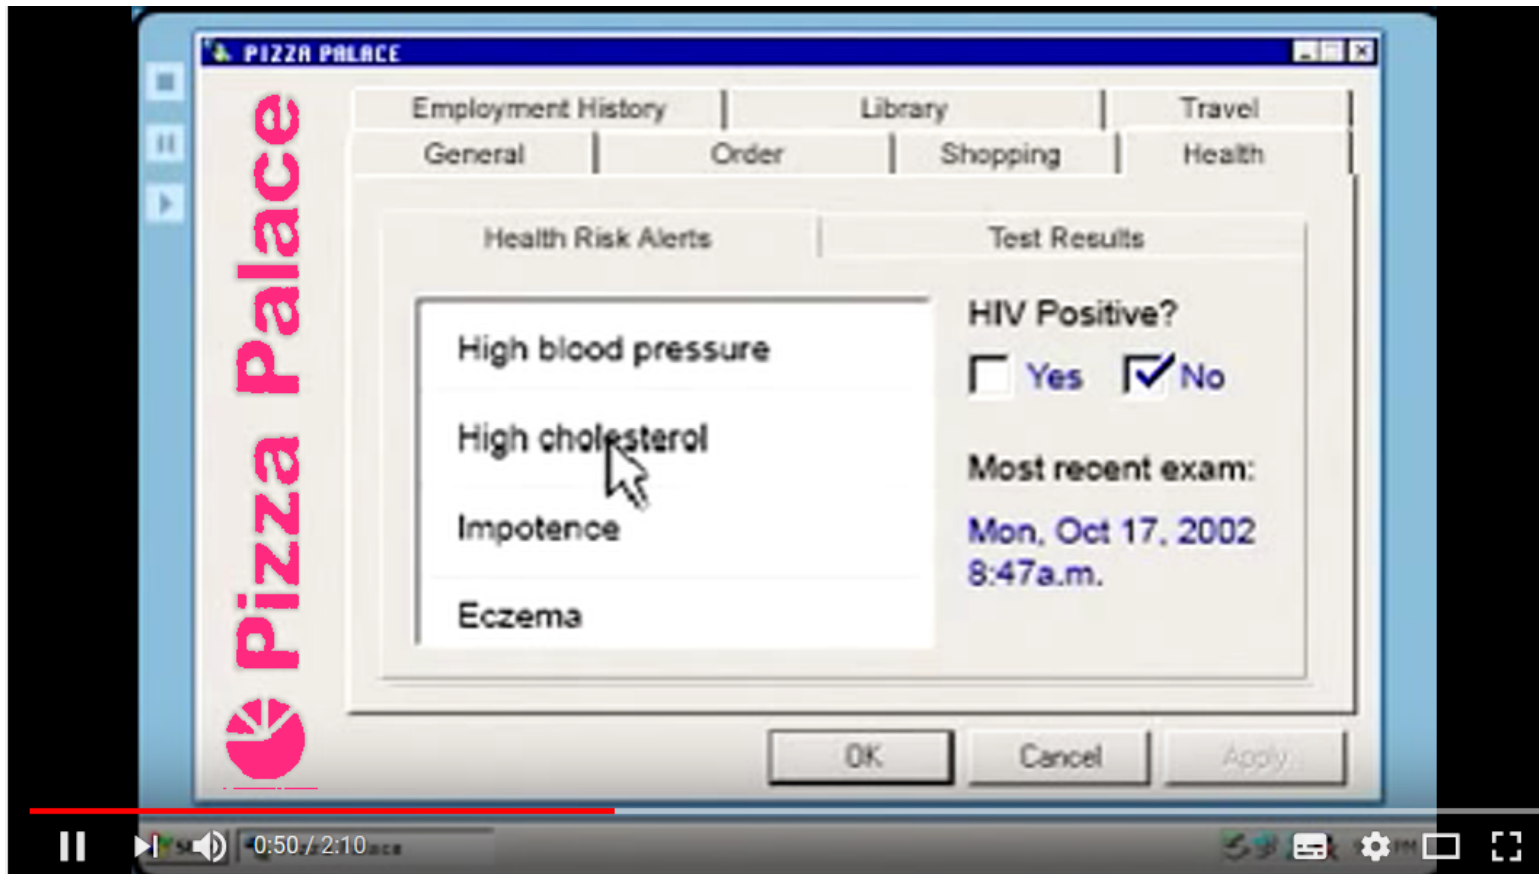 PIZZA PALACE
Pizza Palace
Employment History
Library
Travel
General
Order
Shopping
Health
Health Risk Alerts
Test Results
High blood pressure
High cholesterol
Impotence
Eczema
HIV Positive?
Yes
No
Most recent exam:
Mon, Oct 17, 2002
8:47a.m.
OK
Cancel
Apply
0:50 / 2:10